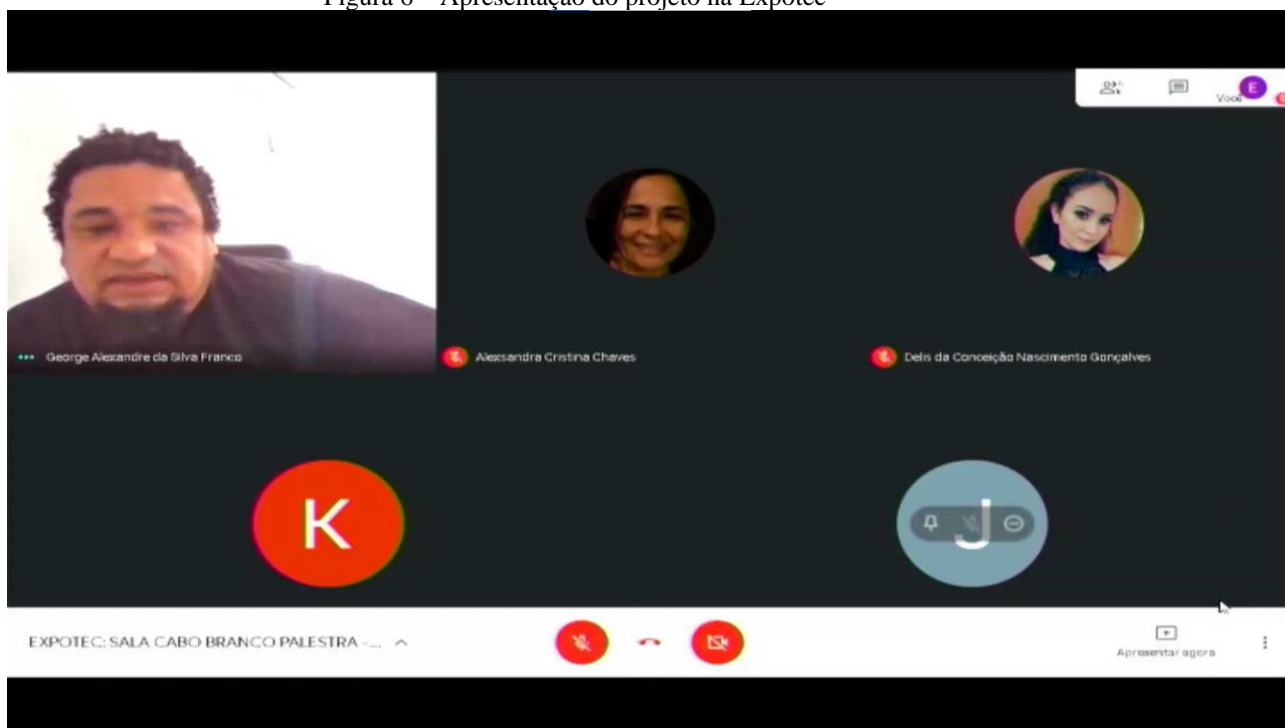 Figura 6 – Apresentação do projeto na Expotec
Você
E
George Alexandre da Silva Franco
Alexsandra Cristina Chaves
Delis da Conceição Nascimento Gonçalves
K
J
EXPOTEC: SALA CABO BRANCO PALESTRA -...
Apresentar agora